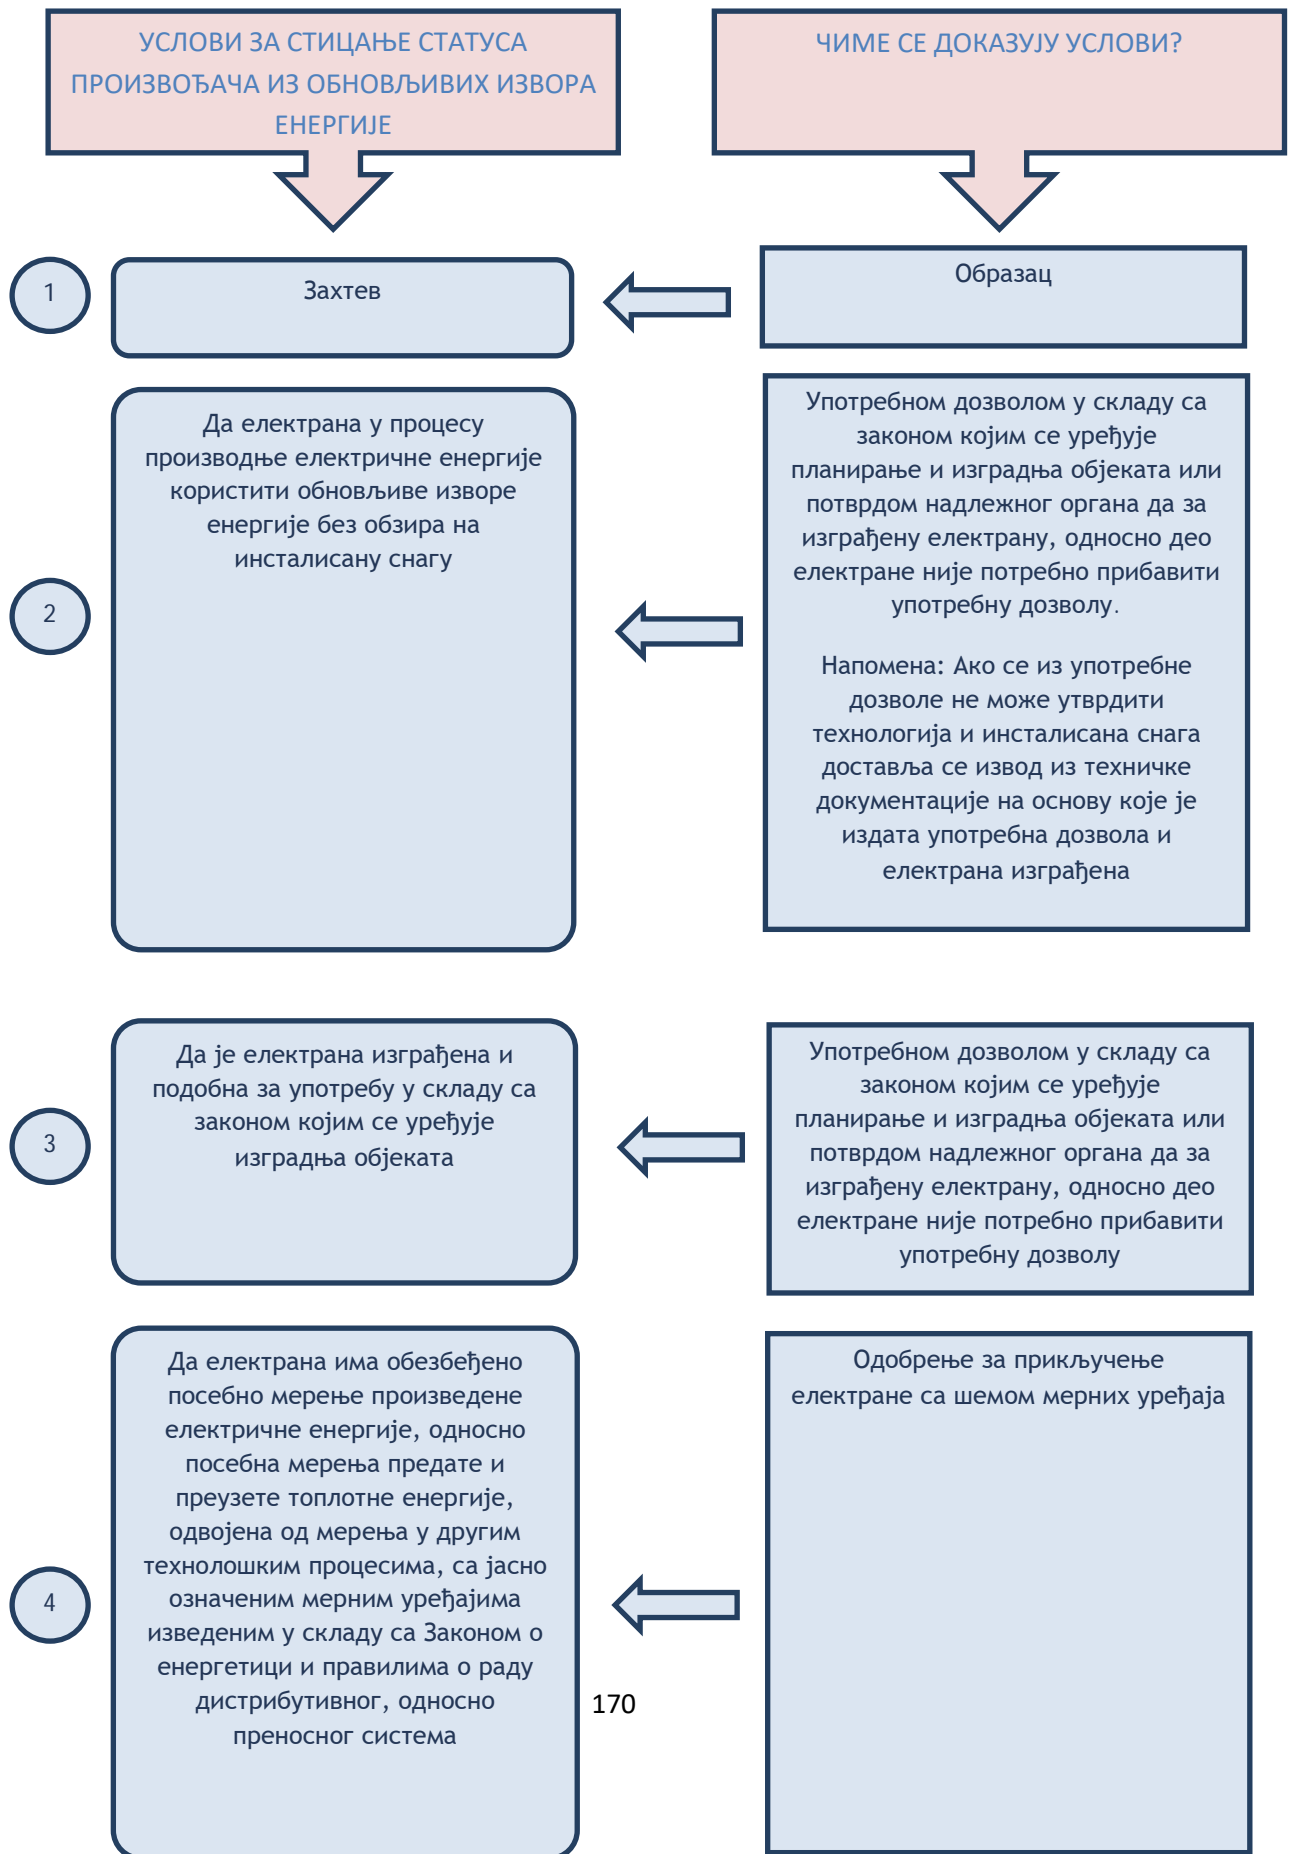 УСЛОВИ ЗА СТИЦАЊЕ СТАТУСА
ПРОИЗВОЂАЧА ИЗ ОБНОВЉИВИХ ИЗВОРА
ЕНЕРГИЈЕ
ЧИМЕ СЕ ДОКАЗУЈУ УСЛОВИ?
1
Захтев
Образац
2
Да електрана у процесу
производње електричне енергије
користити обновљиве изворе
енергије без обзира на
инсталисану снагу
Употребном дозволом у складу са
законом којим се уређује
планирање и изградња објеката или
потврдом надлежног органа да за
изграђену електрану, односно део
електране није потребно прибавити
употребну дозволу.
Напомена: Ако се из употребне
дозволе не може утврдити
технологија и инсталисана снага
доставља се извод из техничке
документације на основу које је
издата употребна дозвола и
електрана изграђена
3
Да је електрана изграђена и
подобна за употребу у складу са
законом којим се уређује
изградња објеката
Употребном дозволом у складу са
законом којим се уређује
планирање и изградња објеката или
потврдом надлежног органа да за
изграђену електрану, односно део
електране није потребно прибавити
употребну дозволу
4
Да електрана има обезбеђено
посебно мерење произведене
електричне енергије, односно
посебна мерења предате и
преузете топлотне енергије,
одвојена од мерења у другим
технолошким процесима, са јасно
означеним мерним уређајима
изведеним у складу са Законом о
енергетици и правилима о раду
дистрибутивног, односно
преносног система
Одобрење за прикључење
електране са шемом мерних уређаја
170